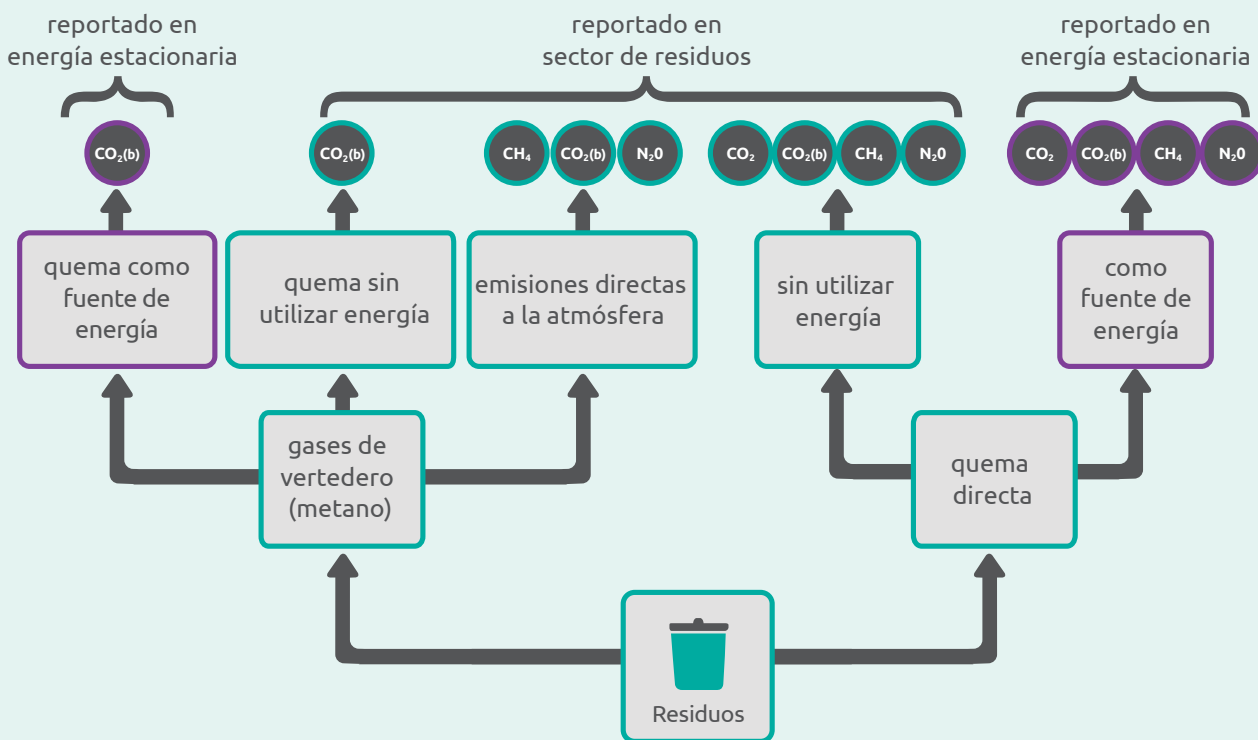 reportado en
energía estacionaria
reportado en
sector de residuos
reportado en
energía estacionaria
CO₂(b)
CO₂(b)
CH₄ CO₂(b) N₂0
CO₂ CO₂(b) CH₄ N₂0
CO₂ CO₂(b) CH₄ N₂0
quema como
fuente de
energía
quema sin
utilizar energía
emisiones directas
a la atmósfera
sin utilizar
energía
como
fuente de
energía
gases de
vertedero
(metano)
quema
directa
Residuos